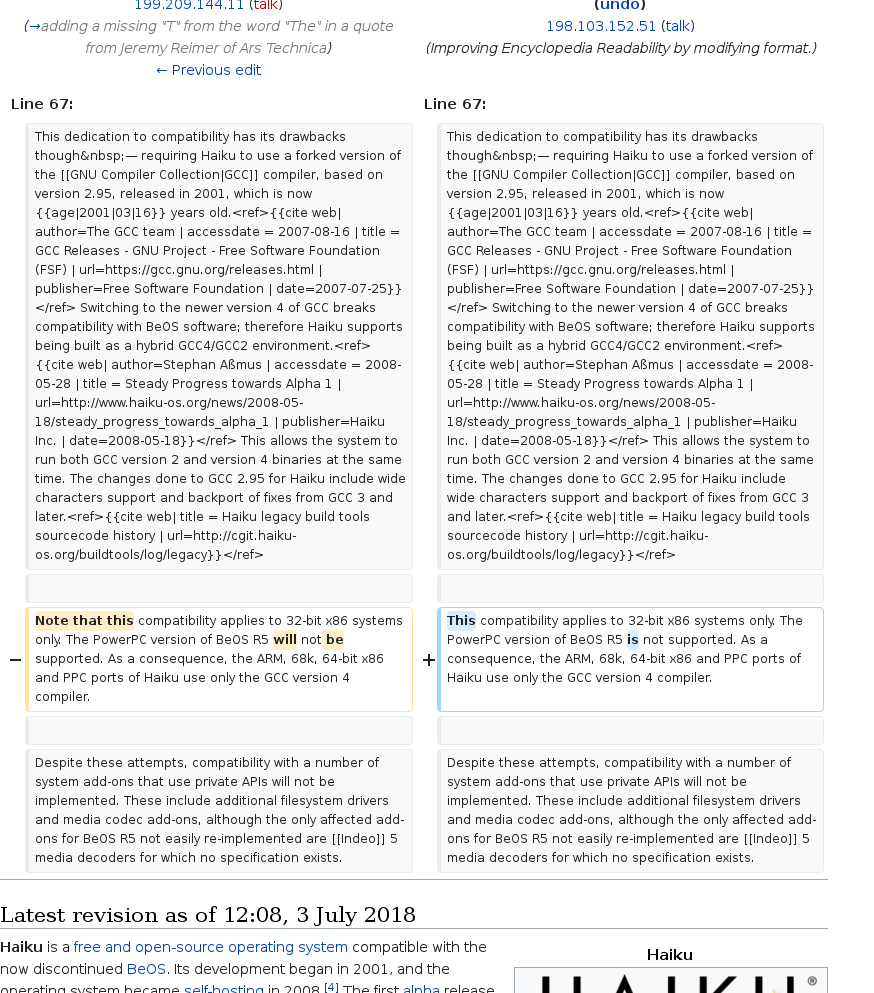 199.209.144.11 (talk)
(→adding a missing "T" from the word "The" in a quote
from Jeremy Reimer of Ars Technica)
← Previous edit
(undo)
198.103.152.51 (talk)
(Improving Encyclopedia Readability by modifying format.)
Line 67:
This dedication to compatibility has its drawbacks
though&nbsp;— requiring Haiku to use a forked version of
the [[GNU Compiler Collection|GCC]] compiler, based on
version 2.95, released in 2001, which is now
{{age|2001|03|16}} years old.<ref>{{cite web|
author=The GCC team | accessdate = 2007-08-16 | title =
GCC Releases - GNU Project - Free Software Foundation
(FSF) | url=https://gcc.gnu.org/releases.html |
publisher=Free Software Foundation | date=2007-07-25}}
</ref> Switching to the newer version 4 of GCC breaks
compatibility with BeOS software; therefore Haiku supports
being built as a hybrid GCC4/GCC2 environment.<ref>
{{cite web| author=Stephan Aßmus | accessdate = 2008-
05-28 | title = Steady Progress towards Alpha 1 |
url=http://www.haiku-os.org/news/2008-05-
18/steady_progress_towards_alpha_1 | publisher=Haiku
Inc. | date=2008-05-18}}</ref> This allows the system to
run both GCC version 2 and version 4 binaries at the same
time. The changes done to GCC 2.95 for Haiku include wide
characters support and backport of fixes from GCC 3 and
later.<ref>{{cite web| title = Haiku legacy build tools
sourcecode history | url=http://cgit.haiku-
os.org/buildtools/log/legacy}}</ref>
− Note that this compatibility applies to 32-bit x86 systems
only. The PowerPC version of BeOS R5 will not be
supported. As a consequence, the ARM, 68k, 64-bit x86
and PPC ports of Haiku use only the GCC version 4
compiler.
Despite these attempts, compatibility with a number of
system add-ons that use private APIs will not be
implemented. These include additional filesystem drivers
and media codec add-ons, although the only affected add-
ons for BeOS R5 not easily re-implemented are [[Indeo]] 5
media decoders for which no specification exists.
Line 67:
This dedication to compatibility has its drawbacks
though&nbsp;— requiring Haiku to use a forked version of
the [[GNU Compiler Collection|GCC]] compiler, based on
version 2.95, released in 2001, which is now
{{age|2001|03|16}} years old.<ref>{{cite web|
author=The GCC team | accessdate = 2007-08-16 | title =
GCC Releases - GNU Project - Free Software Foundation
(FSF) | url=https://gcc.gnu.org/releases.html |
publisher=Free Software Foundation | date=2007-07-25}}
</ref> Switching to the newer version 4 of GCC breaks
compatibility with BeOS software; therefore Haiku supports
being built as a hybrid GCC4/GCC2 environment.<ref>
{{cite web| author=Stephan Aßmus | accessdate = 2008-
05-28 | title = Steady Progress towards Alpha 1 |
url=http://www.haiku-os.org/news/2008-05-
18/steady_progress_towards_alpha_1 | publisher=Haiku
Inc. | date=2008-05-18}}</ref> This allows the system to
run both GCC version 2 and version 4 binaries at the same
time. The changes done to GCC 2.95 for Haiku include
wide characters support and backport of fixes from GCC 3
and later.<ref>{{cite web| title = Haiku legacy build tools
sourcecode history | url=http://cgit.haiku-
os.org/buildtools/log/legacy}}</ref>
+ This compatibility applies to 32-bit x86 systems only. The
PowerPC version of BeOS R5 is not supported. As a
consequence, the ARM, 68k, 64-bit x86 and PPC ports of
Haiku use only the GCC version 4 compiler.
Despite these attempts, compatibility with a number of
system add-ons that use private APIs will not be
implemented. These include additional filesystem drivers
and media codec add-ons, although the only affected add-
ons for BeOS R5 not easily re-implemented are [[Indeo]] 5
media decoders for which no specification exists.
Latest revision as of 12:08, 3 July 2018
Haiku is a free and open-source operating system compatible with the
now discontinued BeOS. Its development began in 2001, and the
operating system became self-hosting in 2008.[4] The first alpha release
Haiku
HAIKU®